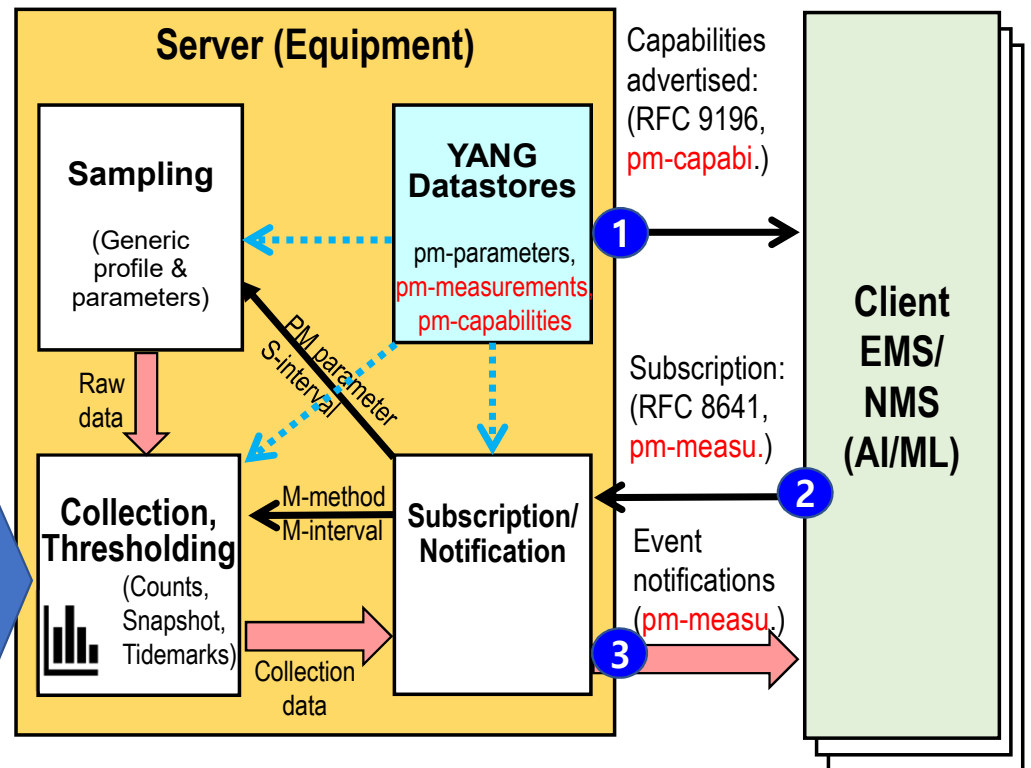 Server (Equipment)
Sampling
(Generic
profile &
parameters)
YANG
Datastores
pm-parameters,
pm-measurements,
pm-capabilities
Capabilities
advertised:
(RFC 9196,
pm-capabi.)
1
PM parameter
S-interval
Raw
data
Subscription:
(RFC 8641,
pm-measu.)
2
Client
EMS/
NMS
(AI/ML)
Collection,
Thresholding
(Counts,
Snapshot,
Tidemarks)
M-method
M-interval
Subscription/
Notification
Event
notifications
(pm-measu.)
3
Collection
data